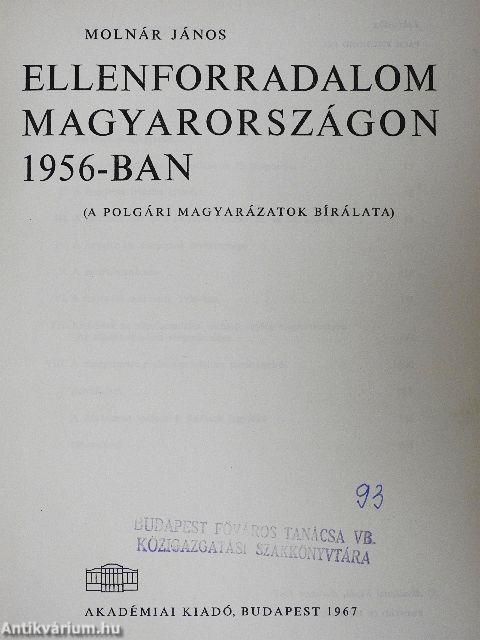 MOLNÁR JÁNOS
ELLENFORRADALOM
MAGYARORSZÁGON
1956-BAN
(A POLGÁRI MAGYARÁZATOK BÍRÁLATA)
93
BUDAPEST FŐVÁROS TANÁCSA VB.
KÖZIGAZGATÁSI SZAKKÖNYVTÁRA
AKADÉMIAI KIADÓ, BUDAPEST 1967
Antikvárium.hu